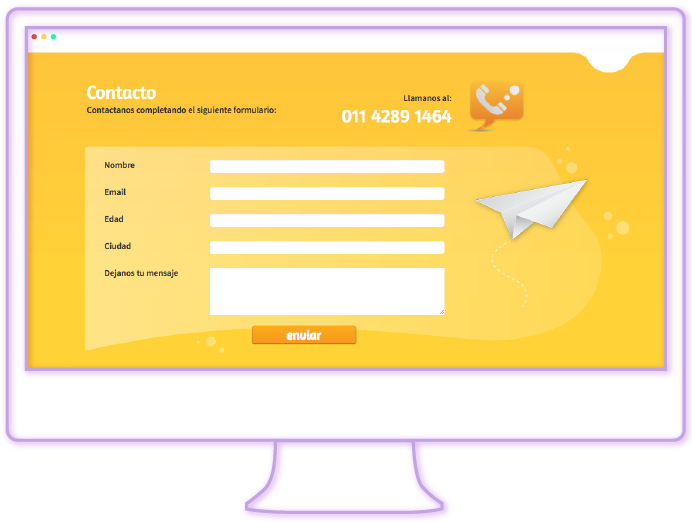 Contacto
Contactanos completando el siguiente formulario:
Llamanos al:
011 4289 1464
Nombre
Email
Edad
Ciudad
Dejanos tu mensaje
enviar